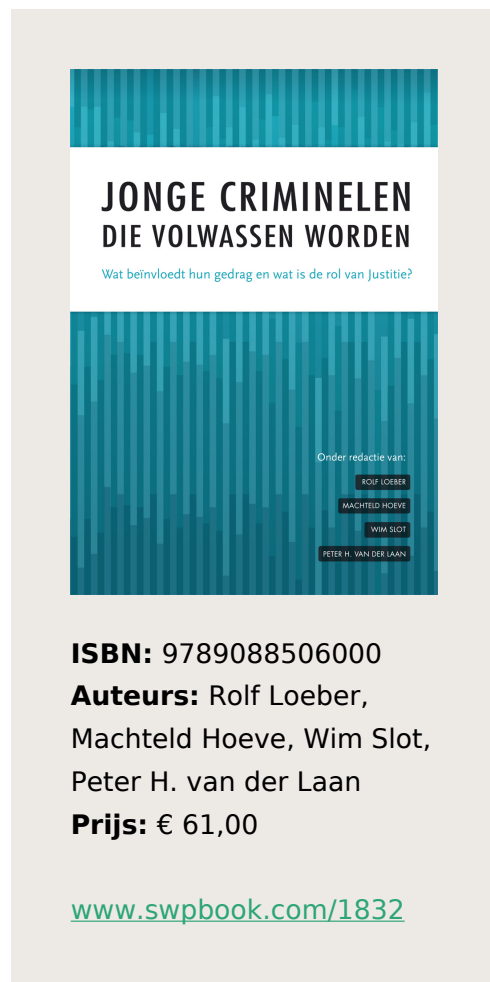 JONGE CRIMINELEN
DIE VOLWASSEN WORDEN
Wat beïnvloedt hun gedrag en wat is de rol van Justitie?
Onder redactie van:
ROLF LOEBER
MACHTELD HOEVE
WIM SLOT
PETER H. VAN DER LAAN
ISBN: 9789088506000
Auteurs: Rolf Loeber,
Machteld Hoeve, Wim Slot,
Peter H. van der Laan
Prijs: € 61,00
www.swpbook.com/1832